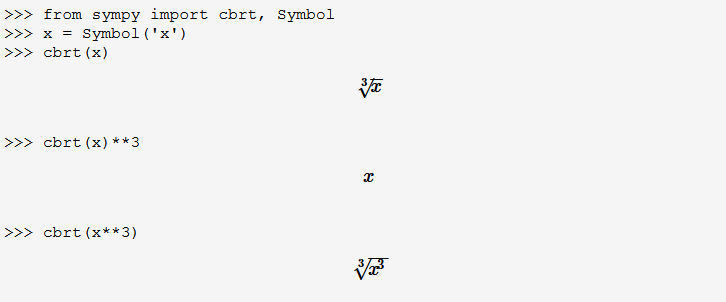 >>> from sympy import cbrt, Symbol
>>> x = Symbol('x')
>>> cbrt(x)
∛x
>>> cbrt(x)**3
x
>>> cbrt(x**3)
∛x³